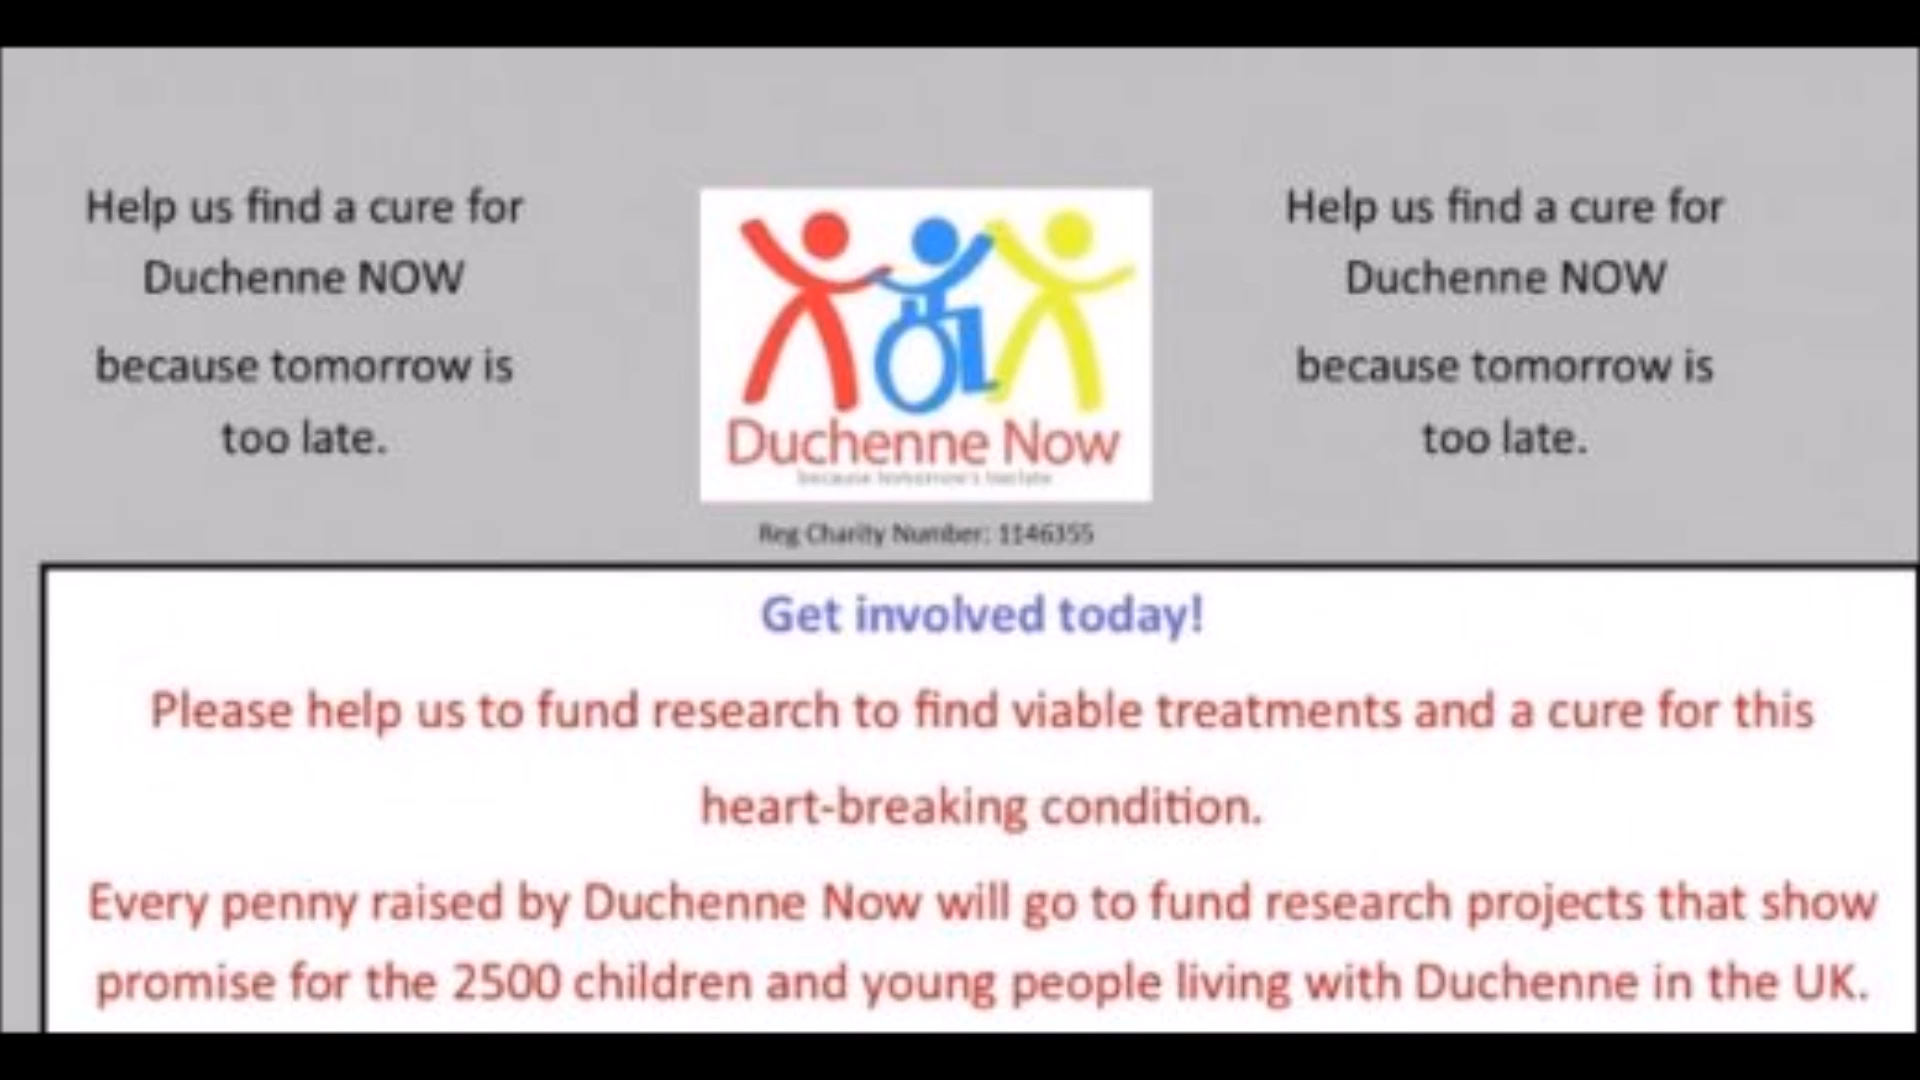 Help us find a cure for
Duchenne NOW
because tomorrow is
too late.
Duchenne Now
because tomorrow's too late
Reg Charity Number: 1146355
Help us find a cure for
Duchenne NOW
because tomorrow is
too late.
Get involved today!
Please help us to fund research to find viable treatments and a cure for this
heart-breaking condition.
Every penny raised by Duchenne Now will go to fund research projects that show
promise for the 2500 children and young people living with Duchenne in the UK.